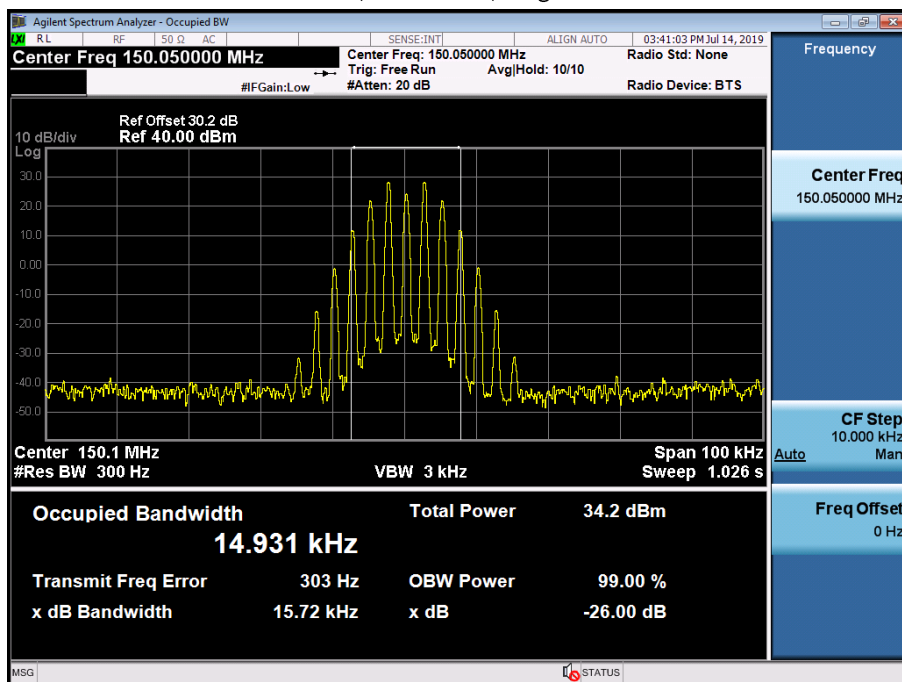 Agilent Spectrum Analyzer - Occupied BW
LXI RL RF 50 Ω AC SENSE:INT ALIGN AUTO 03:41:03 PM Jul 14, 2019
Center Freq 150.050000 MHz
Center Freq: 150.050000 MHz Radio Std: None
Trig: Free Run Avg|Hold: 10/10
#IFGain:Low #Atten: 20 dB Radio Device: BTS
Frequency
Ref Offset 30.2 dB
10 dB/div Ref 40.00 dBm
Log
30.0
20.0
10.0
0.00
-10.0
-20.0
-30.0
-40.0
-50.0
Center 150.1 MHz Span 100 kHz
#Res BW 300 Hz VBW 3 kHz Sweep 1.026 s
Center Freq
150.050000 MHz
CF Step
10.000 kHz
Auto Man
Freq Offset
0 Hz
Occupied Bandwidth Total Power 34.2 dBm
14.931 kHz
Transmit Freq Error 303 Hz OBW Power 99.00 %
x dB Bandwidth 15.72 kHz x dB -26.00 dB
MSG STATUS